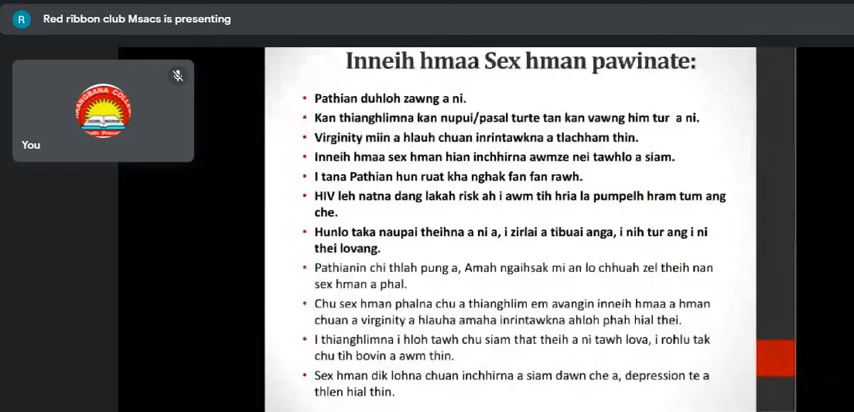 R
Red ribbon club Msacs is presenting
You
Inneih hmaa Sex hman pawinate:
• Pathian duhloh zawng a ni.
• Kan thianghlimna kan nupui/pasal turte tan kan vawng him tur a ni.
• Virginity miin a hlauh chuan inrintawkna a tlachham thin.
• Inneih hmaa sex hman hian inchhirna awmze nei tawhlo a siam.
• I tana Pathian hun ruat kha nghak fan fan rawh.
• HIV leh natna dang lakah risk ah i awm tih hria la pumpelh hram tum ang
che.
• Hunlo taka naupai theihna a ni a, i zirlai a tibuai anga, i nih tur ang i ni
thei lovang.
• Pathianin chi thlah pung a, Amah ngaihsak mi an lo chhuah zel theih nan
sex hman a phal.
• Chu sex hman phalna chu a thianghlim em avangin inneih hmaa a hman
chuan a virginity a hlauha amaha inrintawkna ahloh phah hial thei.
• I thianghlimna i hloh tawh chu siam that theih a ni tawh lova, i rohlu tak
chu tih bovin a awm thin.
• Sex hman dik lohna chuan inchhirna a siam dawn che a, depression te a
thlen hial thin.